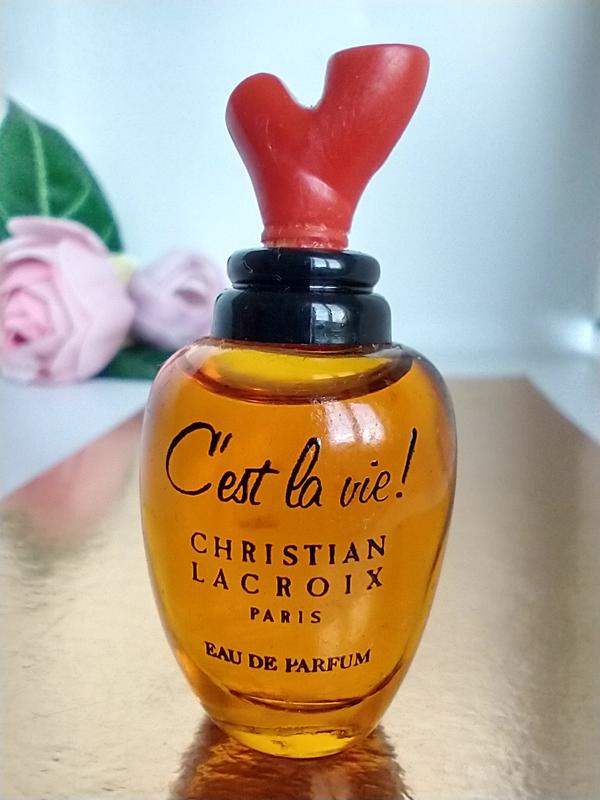 C'est la vie!
CHRISTIAN
LACROIX
PARIS
EAU DE PARFUM